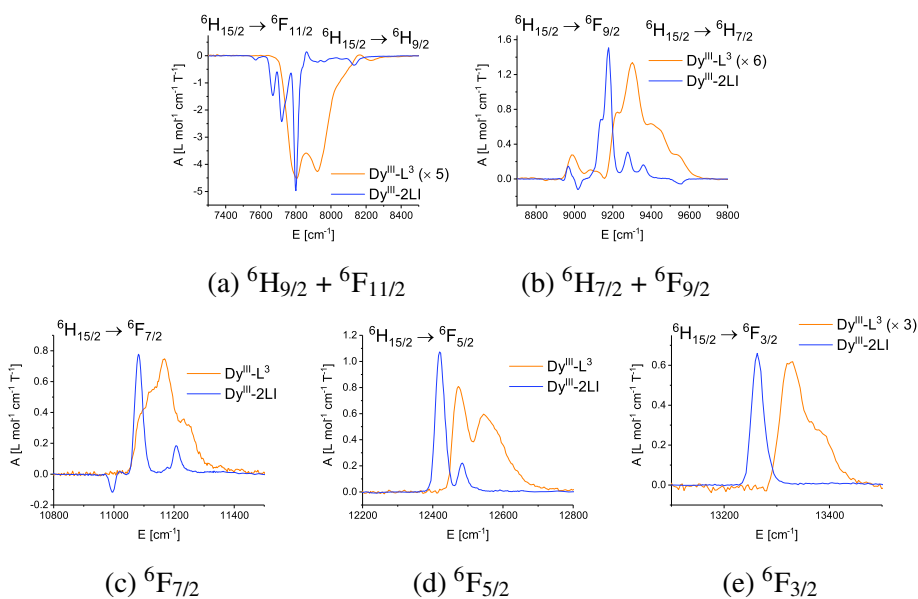 ⁶H₁₅/₂ → ⁶F₁₁/₂
⁶H₁₅/₂ → ⁶H₉/₂
A [L mol⁻¹ cm⁻¹ T⁻¹]
0
-1
-2
-3
-4
-5
Dyᴵᴵᴵ-L³ (× 5)
Dyᴵᴵᴵ-2LI
7400 7600 7800 8000 8200 8400
E [cm⁻¹]
(a) ⁶H₉/₂ + ⁶F₁₁/₂
⁶H₁₅/₂ → ⁶F₉/₂
⁶H₁₅/₂ → ⁶H₇/₂
A [L mol⁻¹ cm⁻¹ T⁻¹]
1.6
1.2
0.8
0.4
0.0
Dyᴵᴵᴵ-L³ (× 6)
Dyᴵᴵᴵ-2LI
8800 9000 9200 9400 9600 9800
E [cm⁻¹]
(b) ⁶H₇/₂ + ⁶F₉/₂
⁶H₁₅/₂ → ⁶F₇/₂
A [L mol⁻¹ cm⁻¹ T⁻¹]
0.8
0.6
0.4
0.2
0.0
-0.2
Dyᴵᴵᴵ-L³
Dyᴵᴵᴵ-2LI
10800 11000 11200 11400
E [cm⁻¹]
(c) ⁶F₇/₂
⁶H₁₅/₂ → ⁶F₅/₂
A [L mol⁻¹ cm⁻¹ T⁻¹]
1.2
1.0
0.8
0.6
0.4
0.2
0.0
Dyᴵᴵᴵ-L³
Dyᴵᴵᴵ-2LI
12200 12400 12600 12800
E [cm⁻¹]
(d) ⁶F₅/₂
⁶H₁₅/₂ → ⁶F₃/₂
A [L mol⁻¹ cm⁻¹ T⁻¹]
0.6
0.4
0.2
0.0
Dyᴵᴵᴵ-L³ (× 3)
Dyᴵᴵᴵ-2LI
13200 13400
E [cm⁻¹]
(e) ⁶F₃/₂